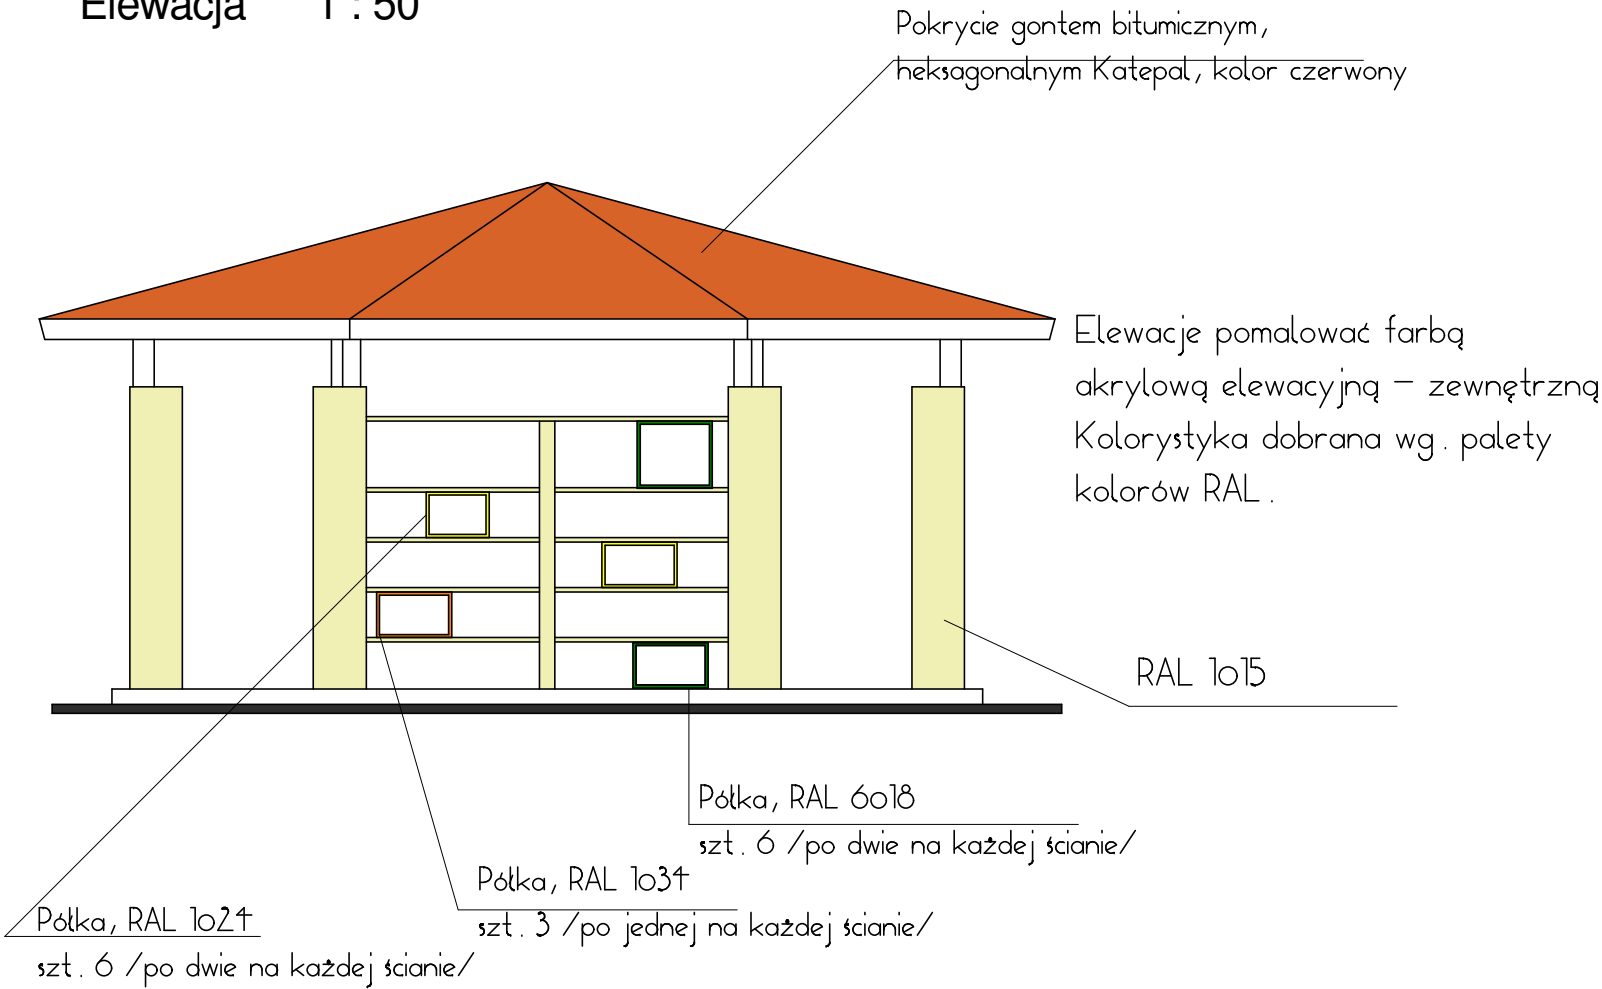 Elewacja 1 : 50
Pokrycie gontem bitumicznym,
heksagonalnym Katepal, kolor czerwony
Elewacje pomalować farbą
akrylową elewacyjną – zewnętrzną
Kolorystyka dobrana wg. palety
kolorów RAL.
RAL 1015
Półka, RAL 6018
szt. 6 /po dwie na każdej ścianie/
Półka, RAL 1034
szt. 3 /po jednej na każdej ścianie/
Półka, RAL 1024
szt. 6 /po dwie na każdej ścianie/